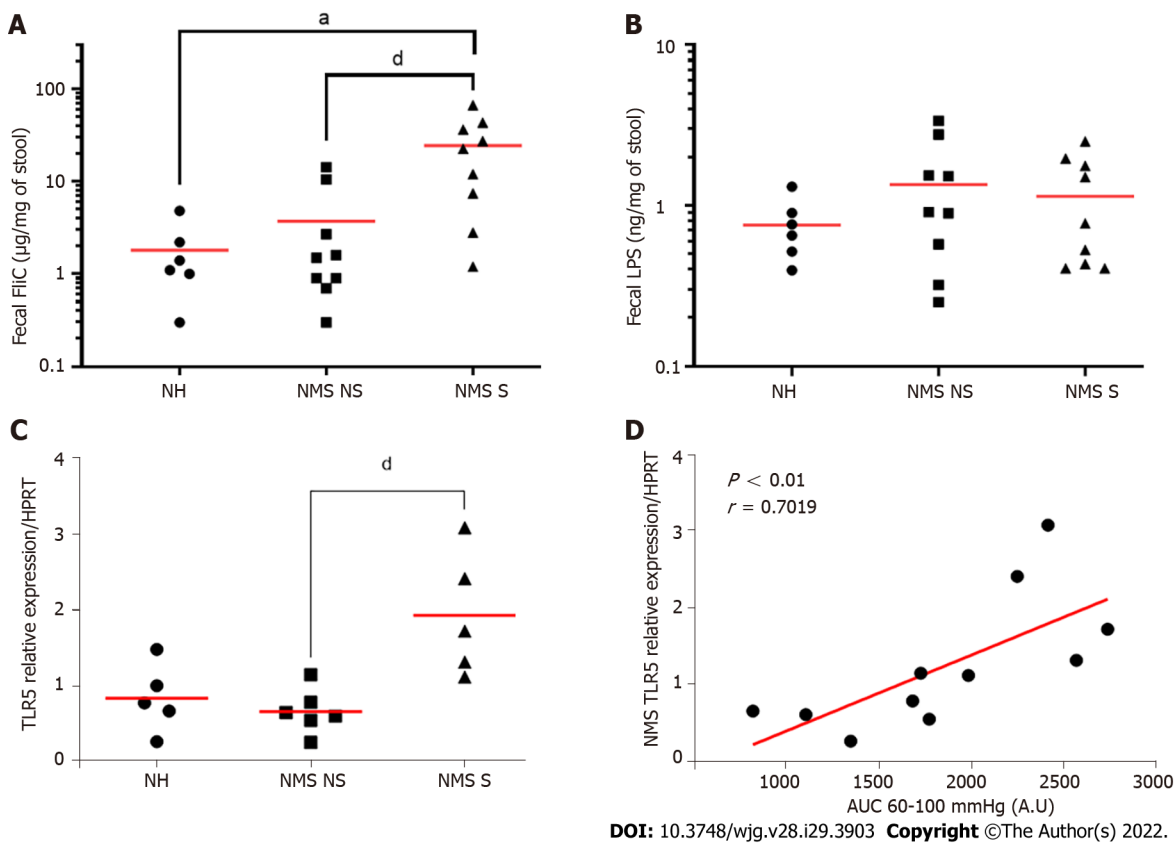 A
a
d
Fecal FliC (µg/mg of stool)
100
10
1
0.1
NH NMS NS NMS S
B
Fecal LPS (ng/mg of stool)
10
1
0.1
NH NMS NS NMS S
C
d
TLR5 relative expression/HPRT
4
3
2
1
0
NH NMS NS NMS S
D
P < 0.01
r = 0.7019
NMS TLR5 relative expression/HPRT
4
3
2
1
0
1000 1500 2000 2500 3000
AUC 60-100 mmHg (A.U)
DOI: 10.3748/wjg.v28.i29.3903 Copyright ©The Author(s) 2022.